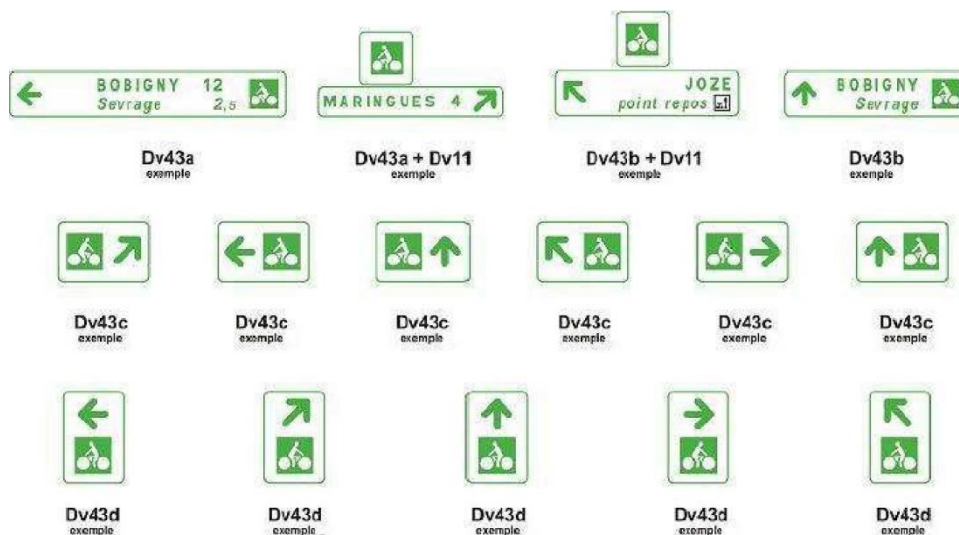 BOBIGNY 12
Sevrage 2,5
MARINGUES 4
JOZE
point repos
BOBIGNY
Sevrage
Dv43a
exemple
Dv43a + Dv11
exemple
Dv43b + Dv11
exemple
Dv43b
exemple
Dv43c
exemple
Dv43c
exemple
Dv43c
exemple
Dv43c
exemple
Dv43c
exemple
Dv43c
exemple
Dv43d
exemple
Dv43d
exemple
Dv43d
exemple
Dv43d
exemple
Dv43d
exemple